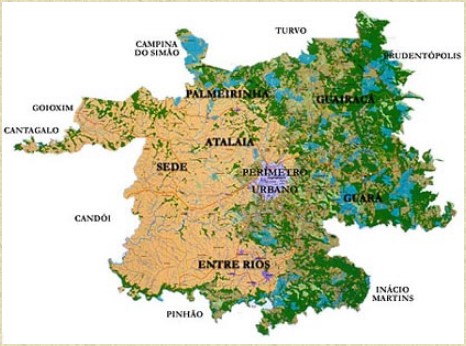 TURVO
CAMPINA
DO SIMÃO
PRUDENTÓPOLIS
PALMEIRINHA
GUAIRACÁ
GOIOXIM
CANTAGALO
ATALAIA
SEDE
PERÍMETRO
URBANO
GUARÁ
CANDÓI
ENTRE RIOS
INÁCIO
MARTINS
PINHÃO